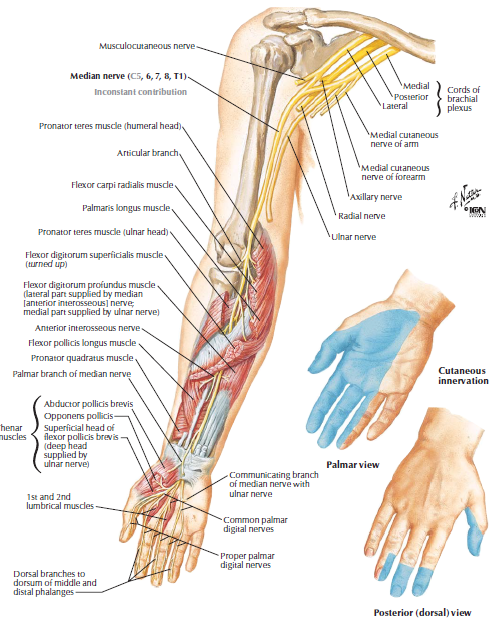 Musculocutaneous nerve
Median nerve (C5, 6, 7, 8, T1)
Inconstant contribution
Pronator teres muscle (humeral head)
Articular branch
Flexor carpi radialis muscle
Palmaris longus muscle
Pronator teres muscle (ulnar head)
Flexor digitorum superficialis muscle
(turned up)
Flexor digitorum profundus muscle
(lateral part supplied by median
[anterior interosseous] nerve;
medial part supplied by ulnar nerve)
Anterior interosseous nerve
Flexor pollicis longus muscle
Pronator quadratus muscle
Palmar branch of median nerve
henar
muscles
Abductor pollicis brevis
Opponens pollicis
Superficial head of
flexor pollicis brevis
(deep head
supplied by
ulnar nerve)
1st and 2nd
lumbrical muscles
Dorsal branches to
dorsum of middle and
distal phalanges
Medial
Posterior
Lateral
Cords of
brachial
plexus
Medial cutaneous
nerve of arm
Medial cutaneous
nerve of forearm
Axillary nerve
Radial nerve
Ulnar nerve
Communicating branch
of median nerve with
ulnar nerve
Common palmar
digital nerves
Proper palmar
digital nerves
Cutaneous
innervation
Palmar view
Posterior (dorsal) view